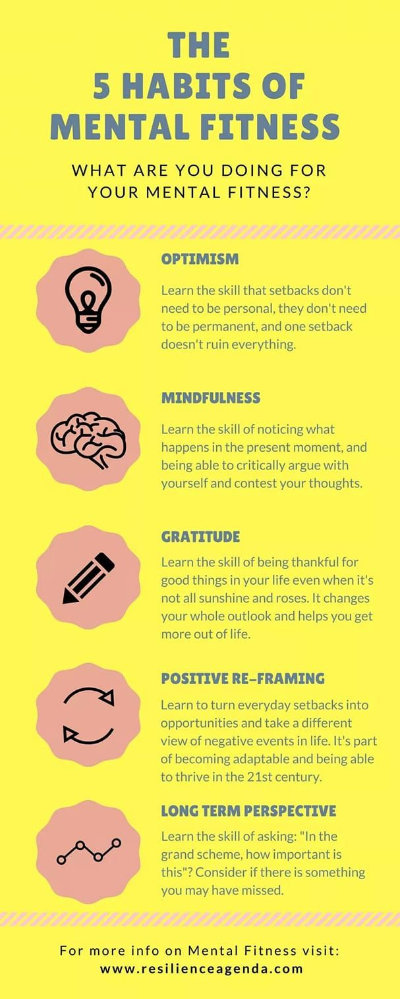 THE
5 HABITS OF
MENTAL FITNESS
WHAT ARE YOU DOING FOR
YOUR MENTAL FITNESS?
OPTIMISM
Learn the skill that setbacks don't
need to be personal, they don't need
to be permanent, and one setback
doesn't ruin everything.
MINDFULNESS
Learn the skill of noticing what
happens in the present moment, and
being able to critically argue with
yourself and contest your thoughts.
GRATITUDE
Learn the skill of being thankful for
good things in your life even when it's
not all sunshine and roses. It changes
your whole outlook and helps you get
more out of life.
POSITIVE RE-FRAMING
Learn to turn everyday setbacks into
opportunities and take a different
view of negative events in life. It's part
of becoming adaptable and being able
to thrive in the 21st century.
LONG TERM PERSPECTIVE
Learn the skill of asking: "In the
grand scheme, how important is
this"? Consider if there is something
you may have missed.
For more info on Mental Fitness visit:
www.resilienceagenda.com